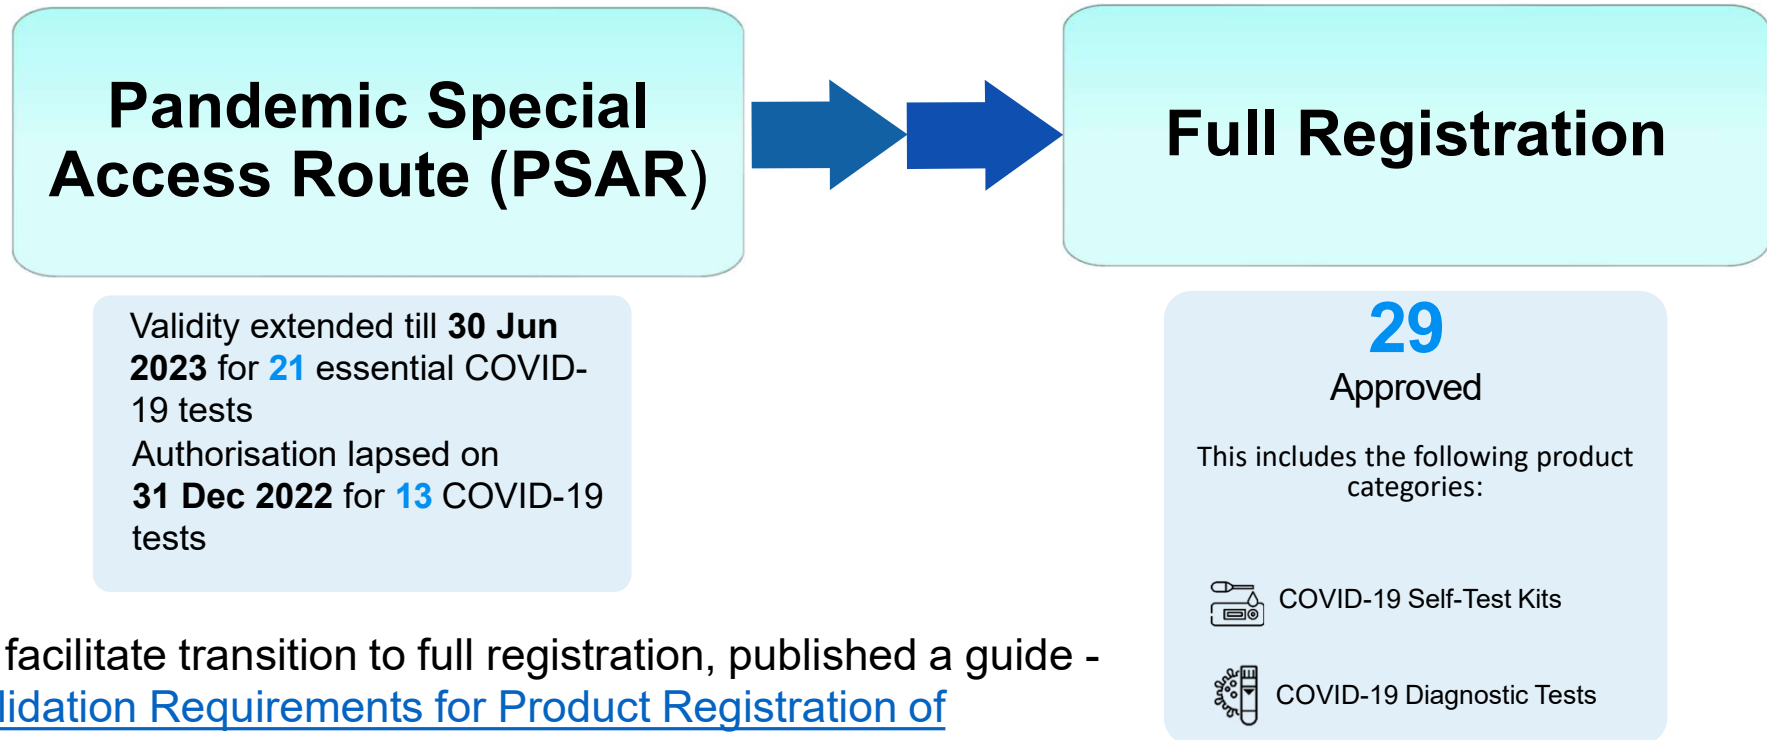 Pandemic Special
Access Route (PSAR)
Full Registration
Validity extended till 30 Jun
2023 for 21 essential COVID-
19 tests
Authorisation lapsed on
31 Dec 2022 for 13 COVID-19
tests
29
Approved
This includes the following product
categories:
COVID-19 Self-Test Kits
COVID-19 Diagnostic Tests
facilitate transition to full registration, published a guide -
lidation Requirements for Product Registration of